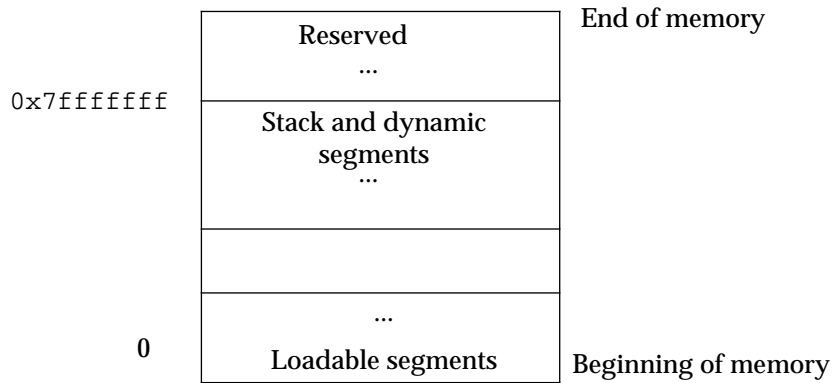 End of memory
Reserved
...
0x7fffffff
Stack and dynamic
segments
...
...
0
Loadable segments
Beginning of memory